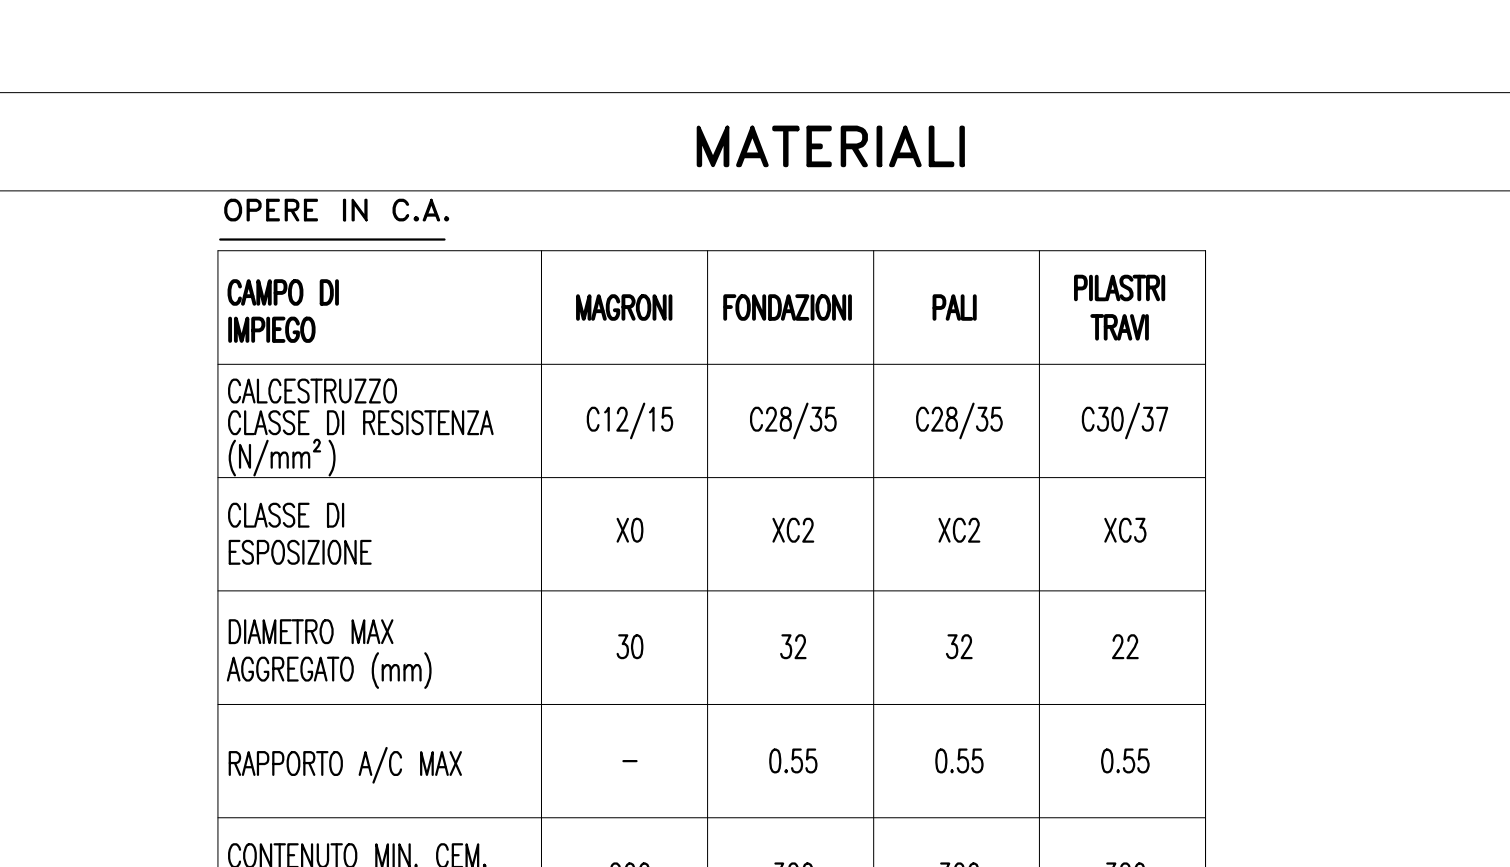 MATERIALI
OPERE IN C.A.
CAMPO DI
IMPIEGO
MAGRONI
FONDAZIONI
PALI
PILASTRI
TRAVI
CALCESTRUZZO
CLASSE DI RESISTENZA
(N/mm²)
C12/15
C28/35
C28/35
C30/37
CLASSE DI
ESPOSIZIONE
X0
XC2
XC2
XC3
DIAMETRO MAX
AGGREGATO (mm)
30
32
32
22
RAPPORTO A/C MAX
–
0.55
0.55
0.55
CONTENUTO MIN. CEM.